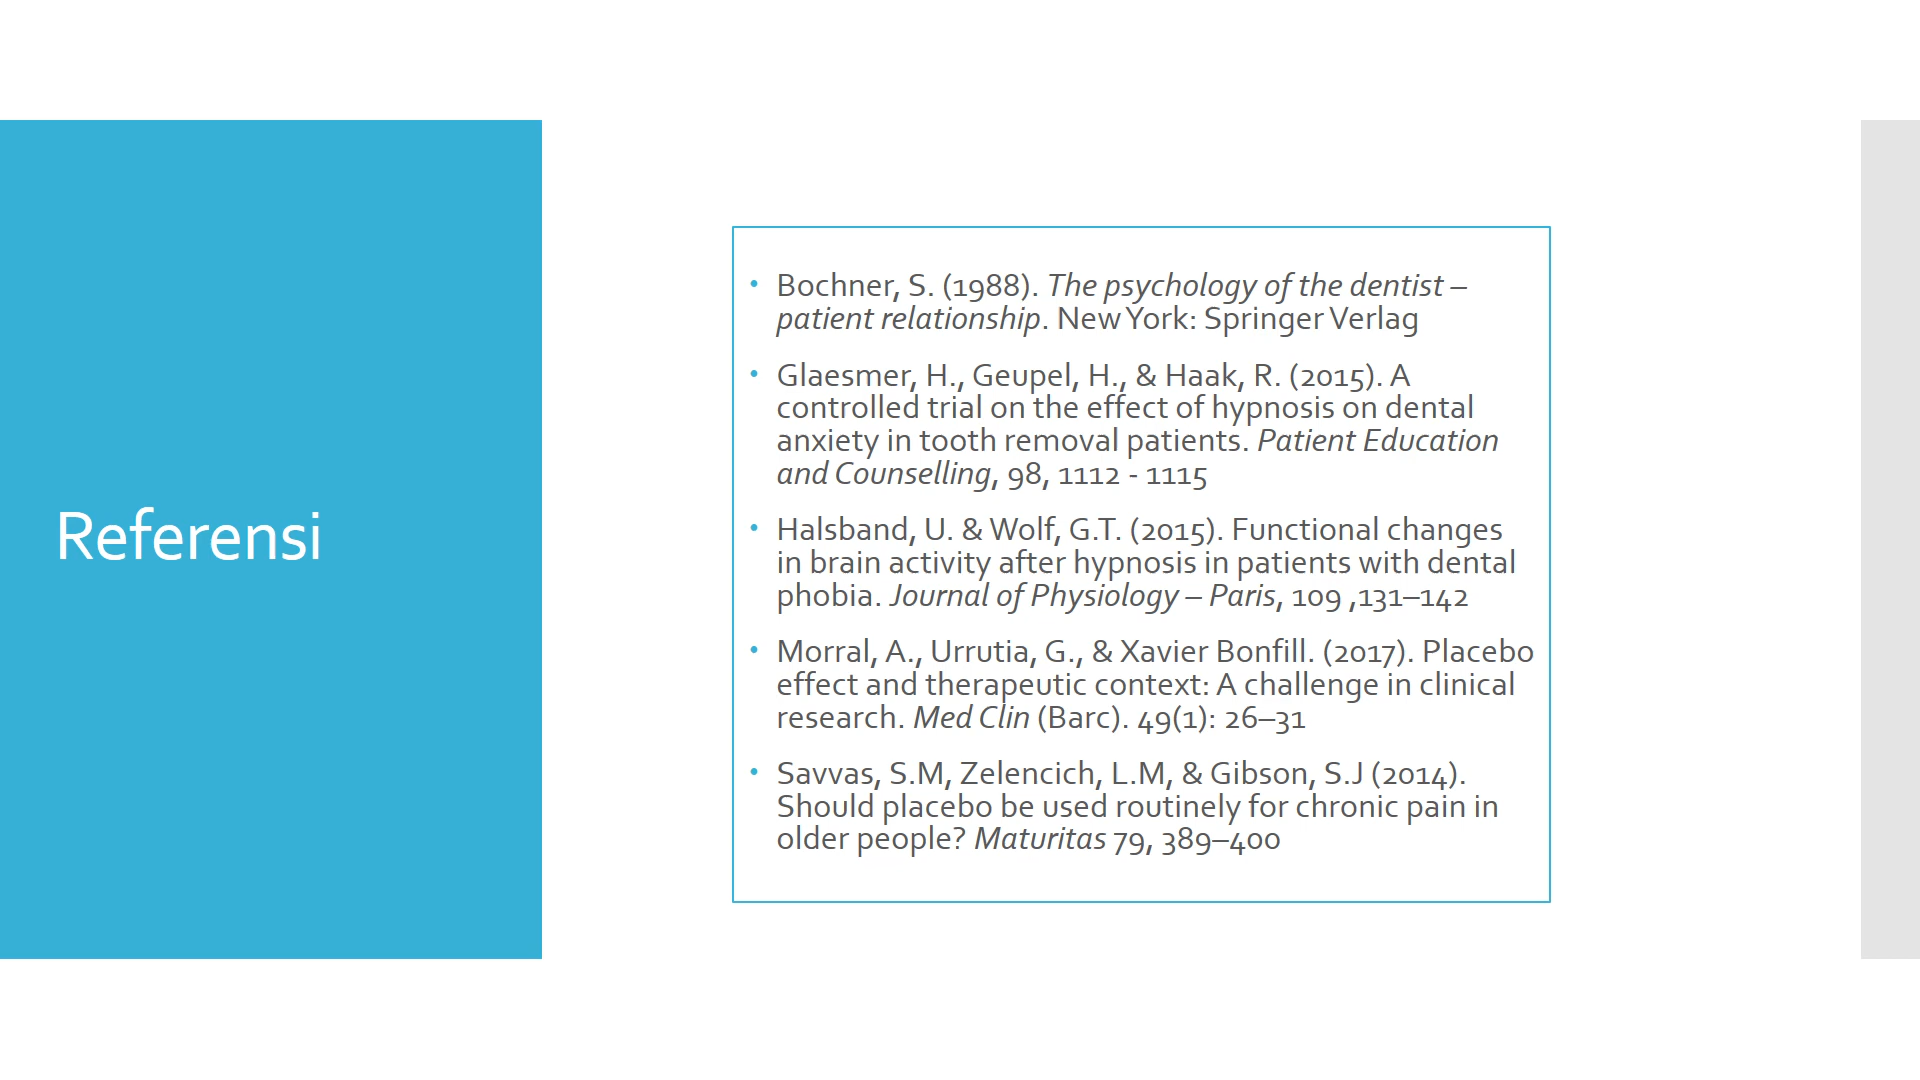 Referensi
• Bochner, S. (1988). The psychology of the dentist –
patient relationship. New York: Springer Verlag
• Glaesmer, H., Geupel, H., & Haak, R. (2015). A
controlled trial on the effect of hypnosis on dental
anxiety in tooth removal patients. Patient Education
and Counselling, 98, 1112 - 1115
• Halsband, U. & Wolf, G.T. (2015). Functional changes
in brain activity after hypnosis in patients with dental
phobia. Journal of Physiology – Paris, 109 ,131–142
• Morral, A., Urrutia, G., & Xavier Bonfill. (2017). Placebo
effect and therapeutic context: A challenge in clinical
research. Med Clin (Barc). 49(1): 26–31
• Savvas, S.M, Zelencich, L.M, & Gibson, S.J (2014).
Should placebo be used routinely for chronic pain in
older people? Maturitas 79, 389–400